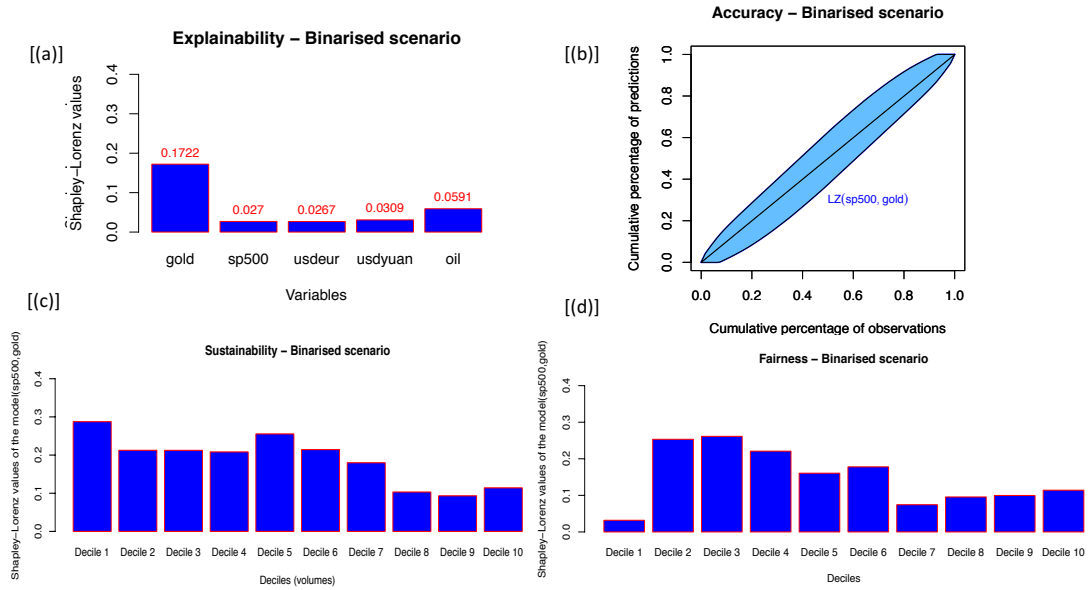 [(a)]
Explainability – Binarised scenario
Shapley–Lorenz values
0.0 0.1 0.2 0.3 0.4
0.1722
0.027
0.0267
0.0309
0.0591
gold sp500 usdeur usdyuan oil
Variables
[(b)]
Accuracy – Binarised scenario
Cumulative percentage of predictions
0.0 0.2 0.4 0.6 0.8 1.0
LZ(sp500, gold)
0.0 0.2 0.4 0.6 0.8 1.0
Cumulative percentage of observations
[(c)]
Sustainability – Binarised scenario
Shapley–Lorenz values of the model(sp500,gold)
0.0 0.1 0.2 0.3 0.4
Decile 1 Decile 2 Decile 3 Decile 4 Decile 5 Decile 6 Decile 7 Decile 8 Decile 9 Decile 10
Deciles (volumes)
[(d)]
Fairness – Binarised scenario
Shapley–Lorenz values of the model(sp500,gold)
0.0 0.1 0.2 0.3 0.4
Decile 1 Decile 2 Decile 3 Decile 4 Decile 5 Decile 6 Decile 7 Decile 8 Decile 9 Decile 10
Deciles